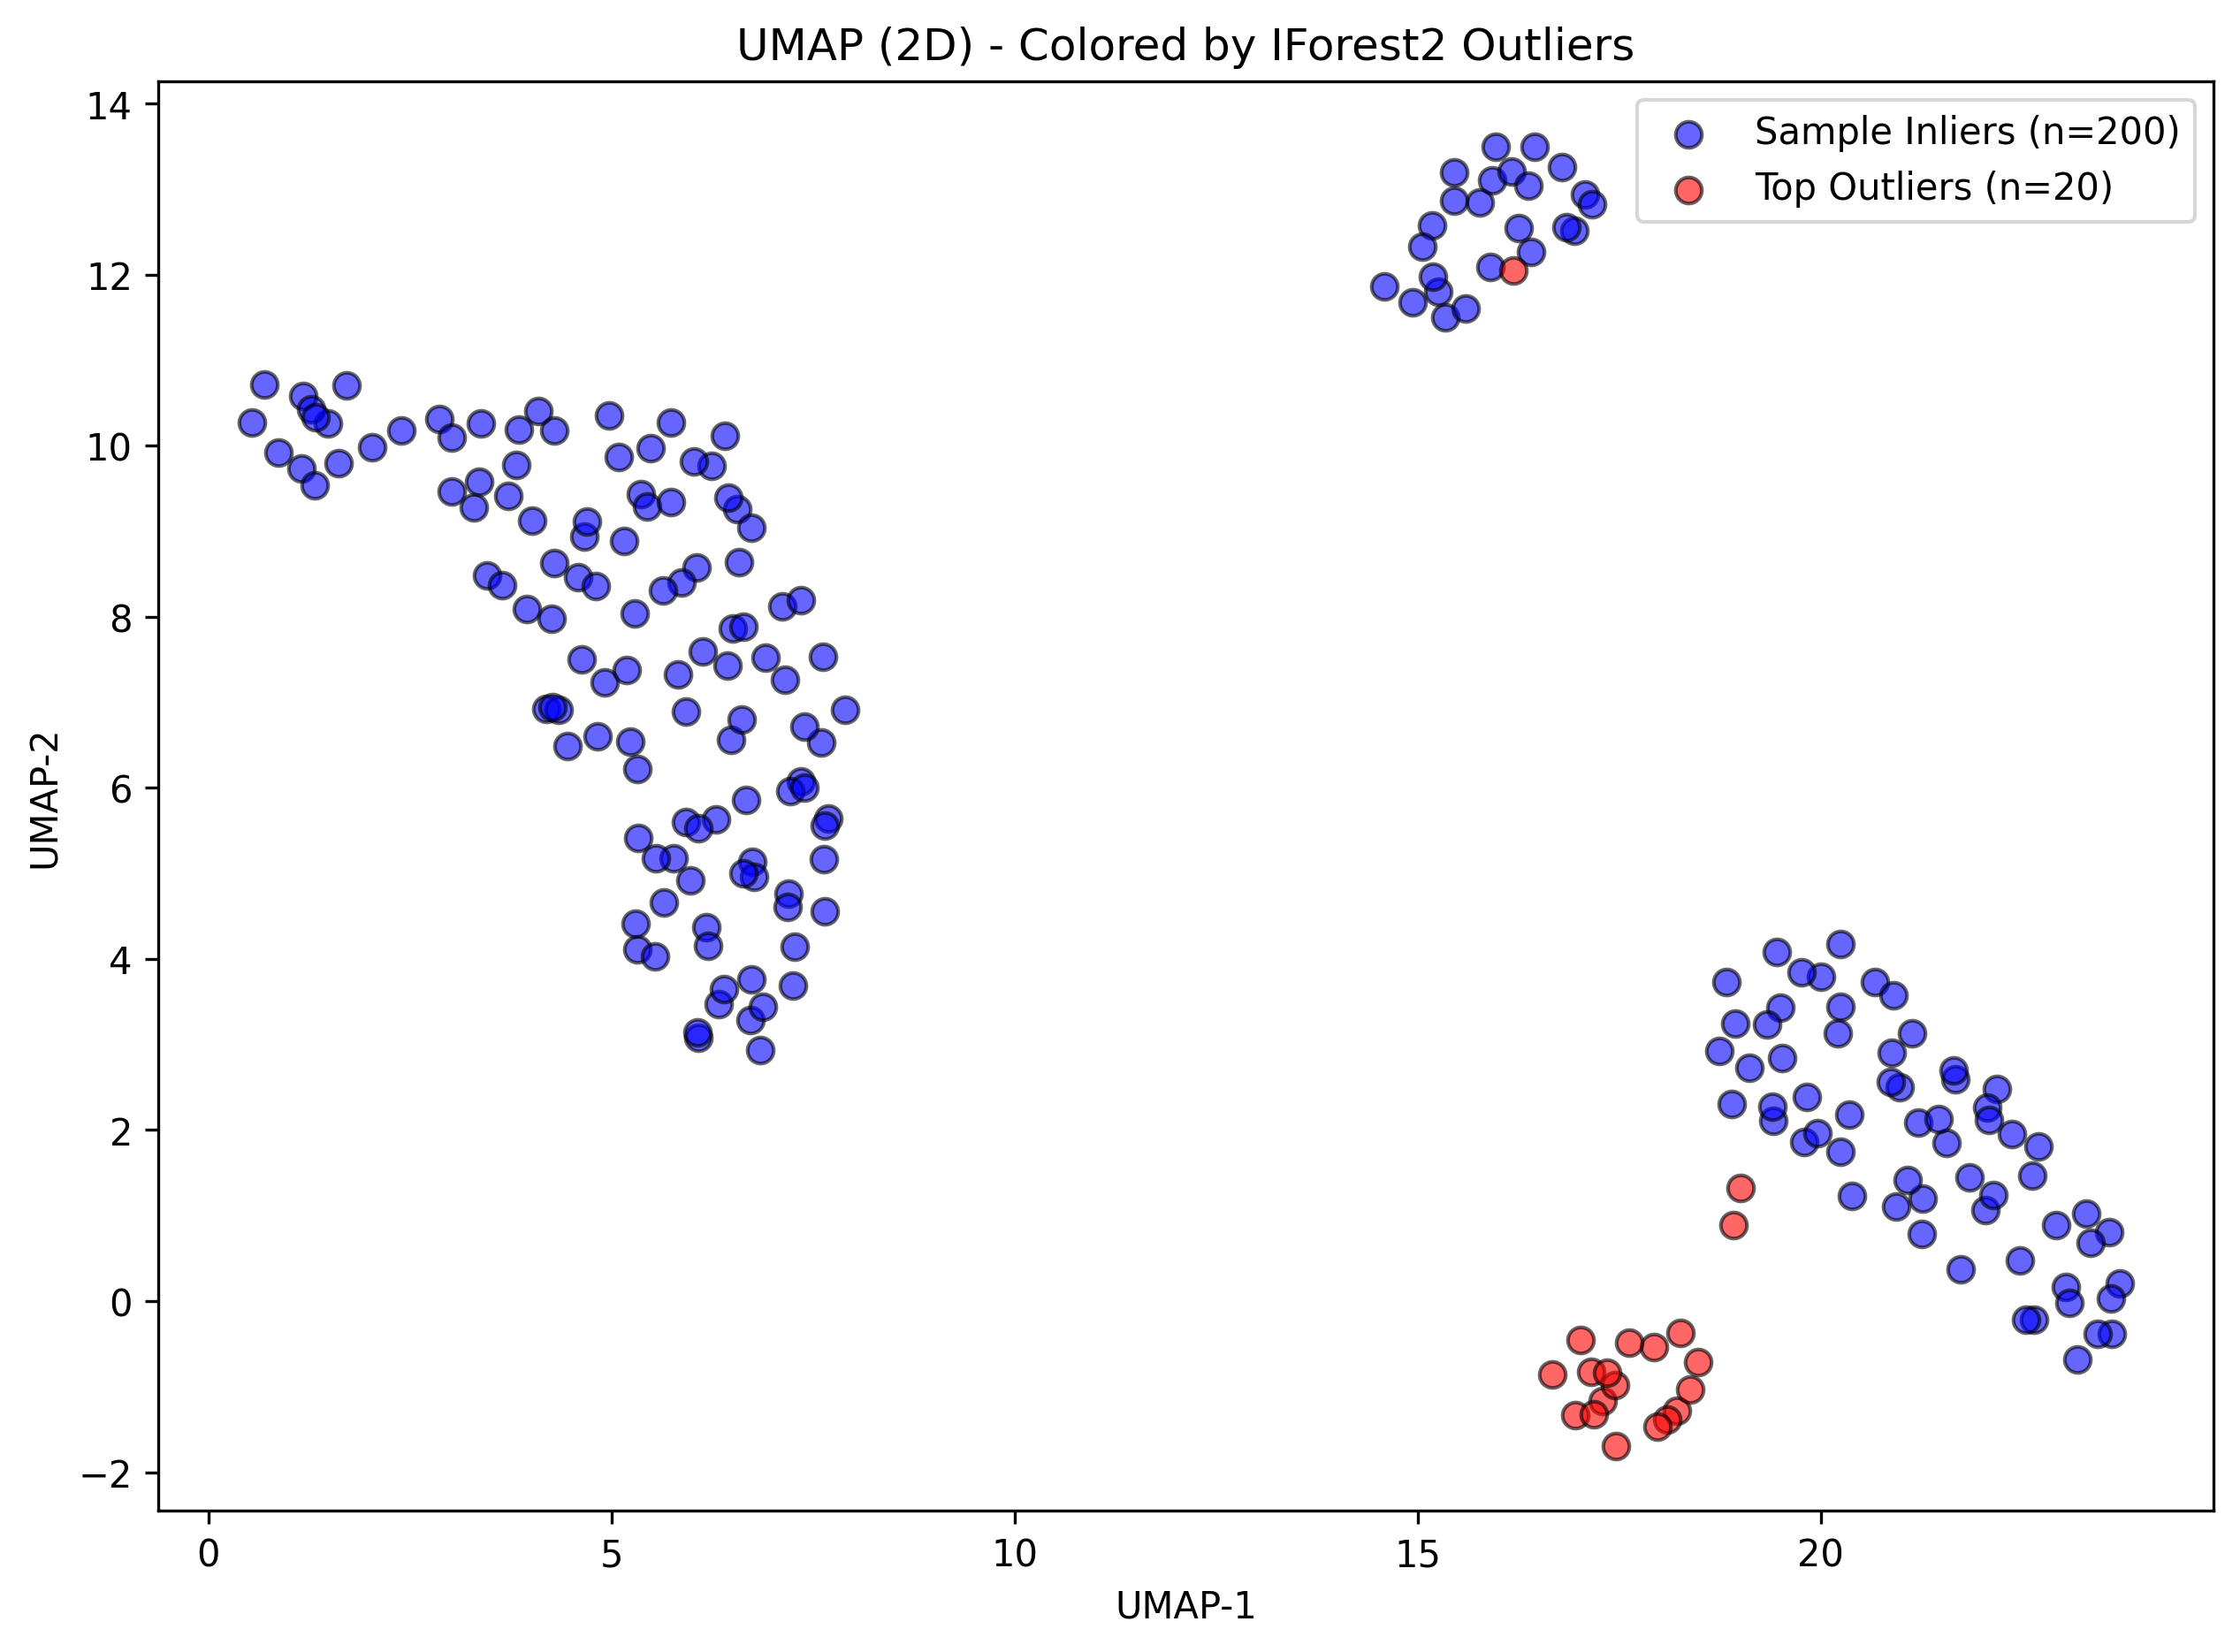 UMAP (2D) - Colored by IForest2 Outliers
Sample Inliers (n=200)
Top Outliers (n=20)
14
12
10
8
6
4
2
0
−2
UMAP-2
0 5 10 15 20
UMAP-1